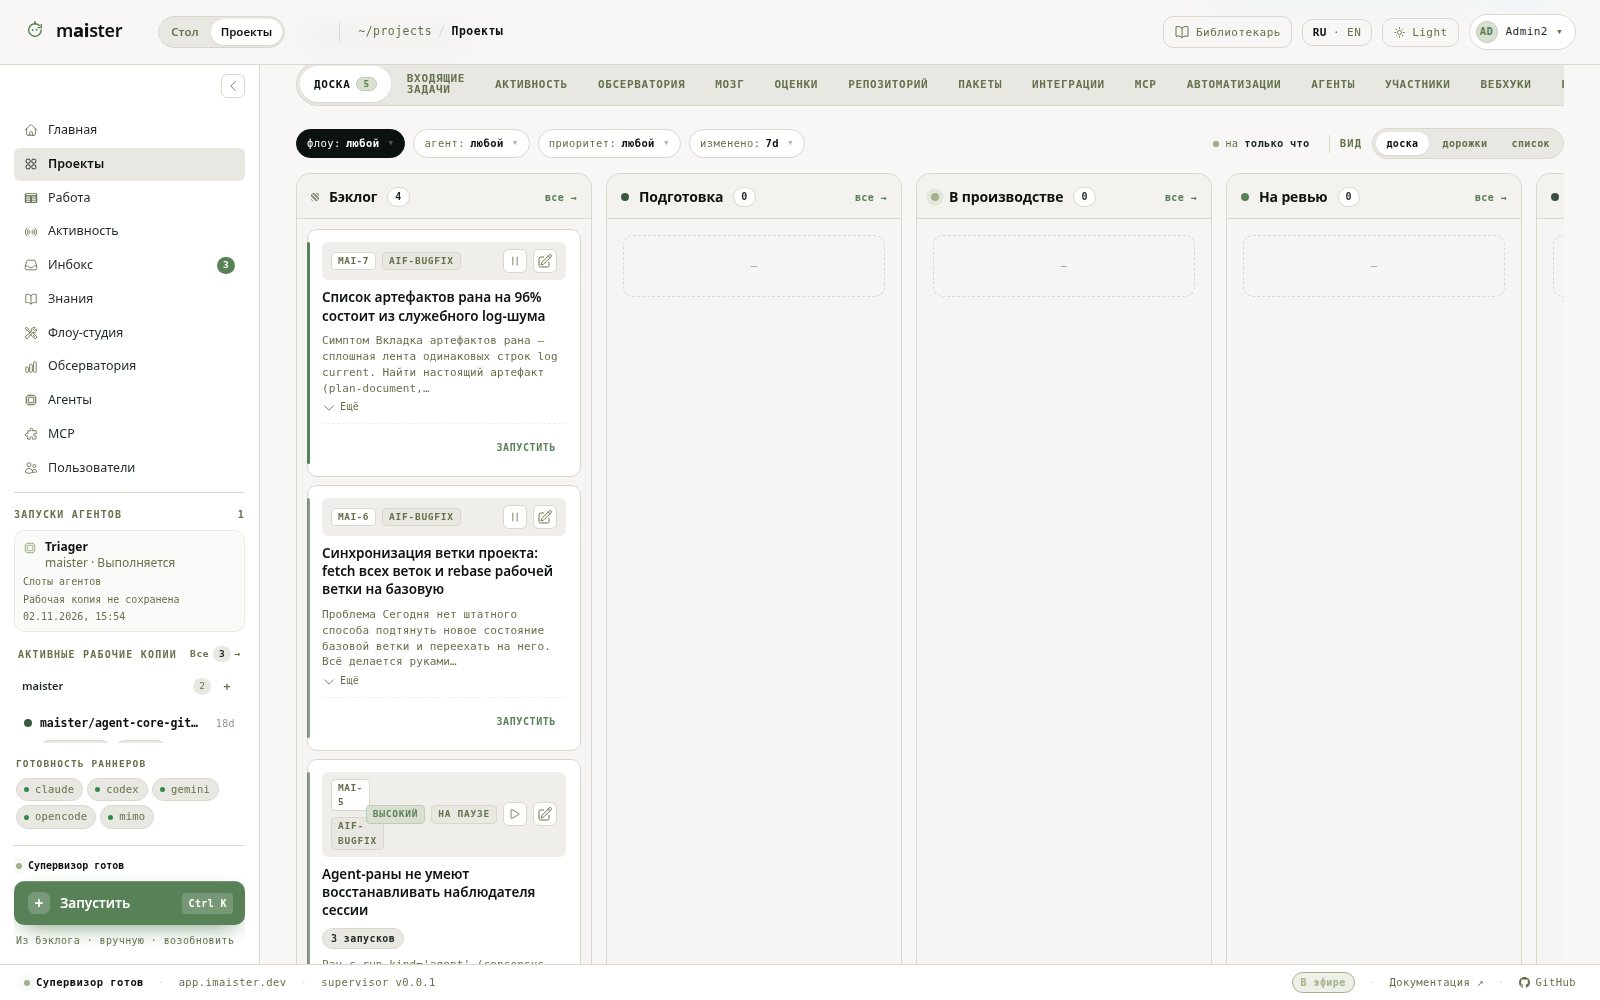 maister
Стол Проекты
~/projects / Проекты
Библиотекарь
RU · EN
Light
AD Admin2
Главная
Проекты
Работа
Активность
Инбокс 3
Знания
Флоу-студия
Обсерватория
Агенты
MCP
Пользователи
ЗАПУСКИ АГЕНТОВ 1
Triager
maister · Выполняется
Слоты агентов
Рабочая копия не сохранена
02.11.2026, 15:54
АКТИВНЫЕ РАБОЧИЕ КОПИИ Все 3 →
maister 2 +
maister/agent-core-git… 18d
ГОТОВНОСТЬ РАННЕРОВ
claude codex gemini
opencode mimo
Супервизор готов
+ Запустить Ctrl K
Из бэклога · вручную · возобновить
ДОСКА 5
ВХОДЯЩИЕ
ЗАДАЧИ
АКТИВНОСТЬ
ОБСЕРВАТОРИЯ
МОЗГ
ОЦЕНКИ
РЕПОЗИТОРИЙ
ПАКЕТЫ
ИНТЕГРАЦИИ
MCP
АВТОМАТИЗАЦИИ
АГЕНТЫ
УЧАСТНИКИ
ВЕБХУКИ
флоу: любой
агент: любой
приоритет: любой
изменено: 7d
на только что
ВИД
доска дорожки список
Бэклог 4 все →
MAI-7 AIF-BUGFIX
Список артефактов рана на 96%
состоит из служебного log-шума
Симптом Вкладка артефактов рана —
сплошная лента одинаковых строк log
current. Найти настоящий артефакт
(plan-document,…
Ещё
ЗАПУСТИТЬ
MAI-6 AIF-BUGFIX
Синхронизация ветки проекта:
fetch всех веток и rebase рабочей
ветки на базовую
Проблема Сегодня нет штатного
способа подтянуть новое состояние
базовой ветки и переехать на него.
Всё делается руками…
Ещё
ЗАПУСТИТЬ
MAI-
5
AIF-
BUGFIX
ВЫСОКИЙ НА ПАУЗЕ
Agent-раны не умеют
восстанавливать наблюдателя
сессии
3 запусков
Ран с run_kind='agent' (consensus
Подготовка 0 все →
—
В производстве 0 все →
—
На ревью 0 все →
—
Супервизор готов · app.imaister.dev · supervisor v0.0.1
В эфире · Документация ↗ · GitHub